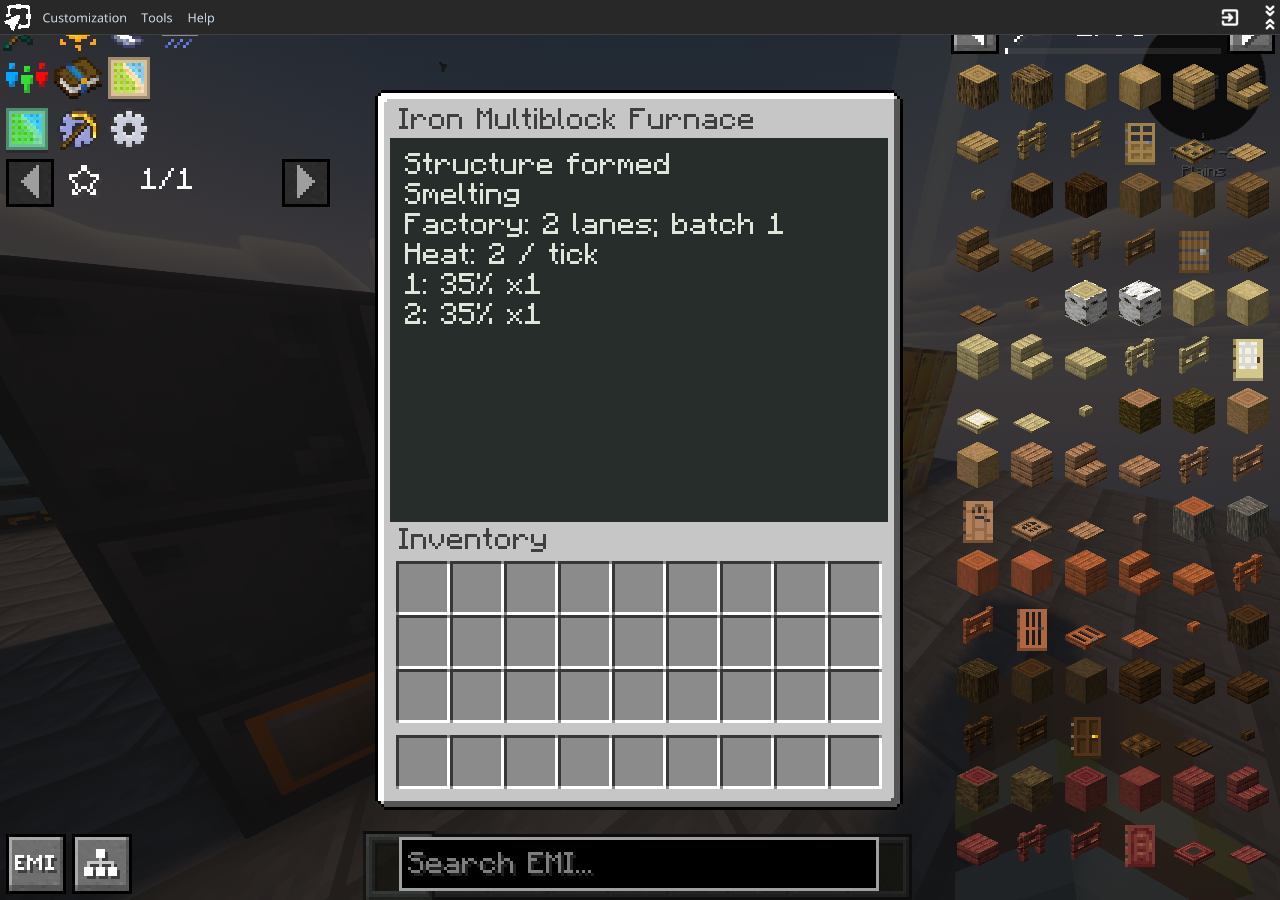 Customization Tools Help
1/1
Iron Multiblock Furnace
Structure formed
Smelting
Factory: 2 lanes; batch 1
Heat: 2 / tick
1: 35% x1
2: 35% x1
Plains
Inventory
EMI
Search EMI...